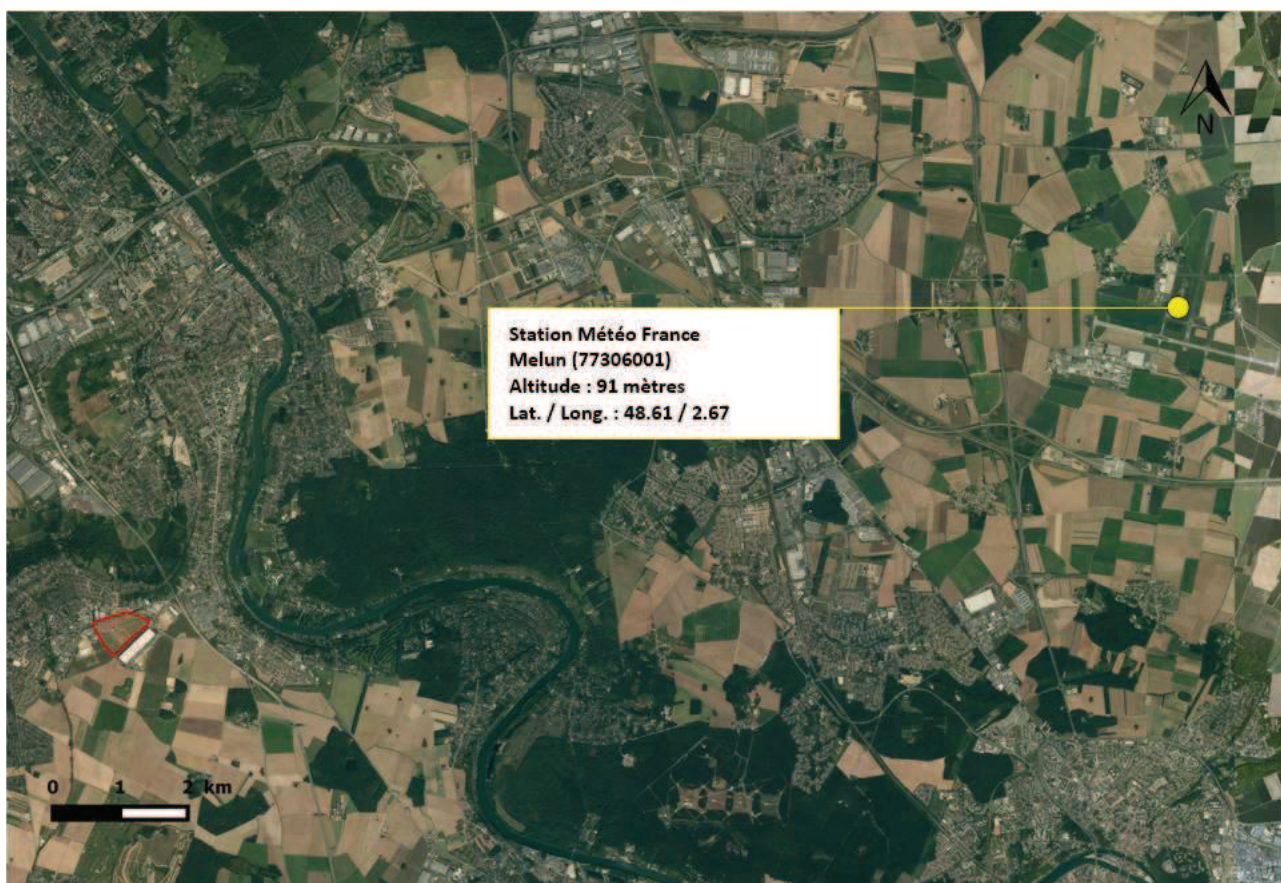 N
Station Météo France
Melun (77306001)
Altitude : 91 mètres
Lat. / Long. : 48.61 / 2.67
0 1 2 km